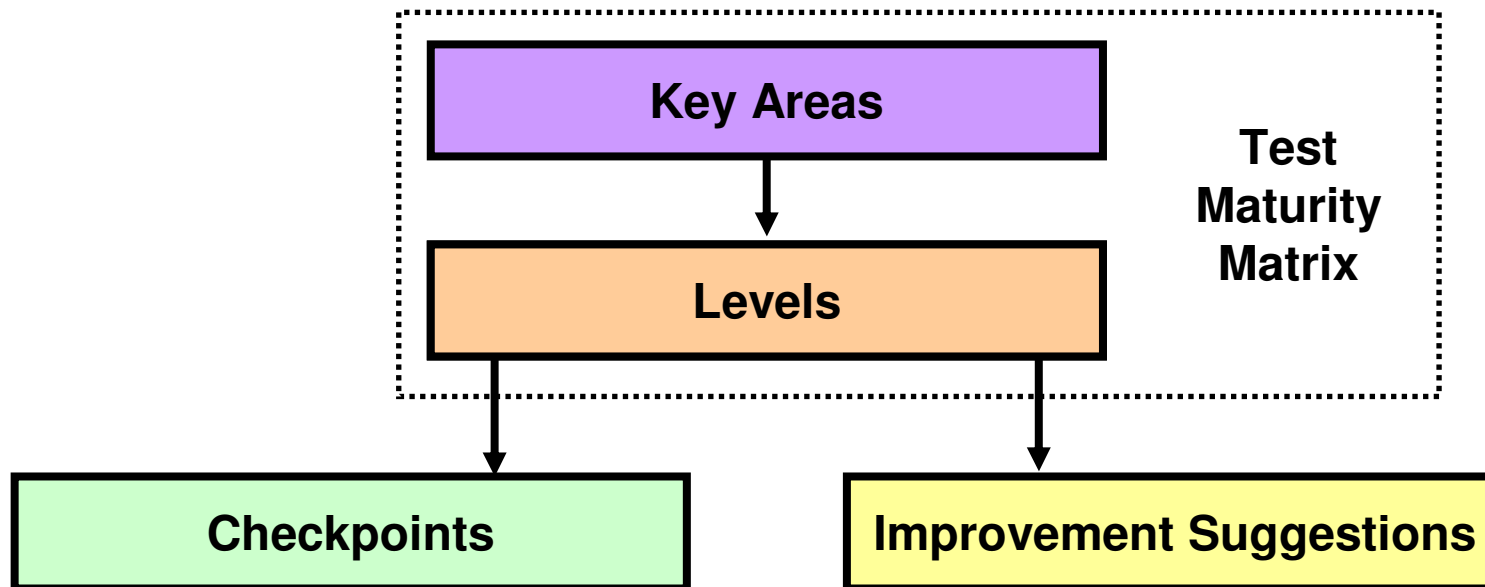 Key Areas
Test
Maturity
Matrix
Levels
Checkpoints
Improvement Suggestions